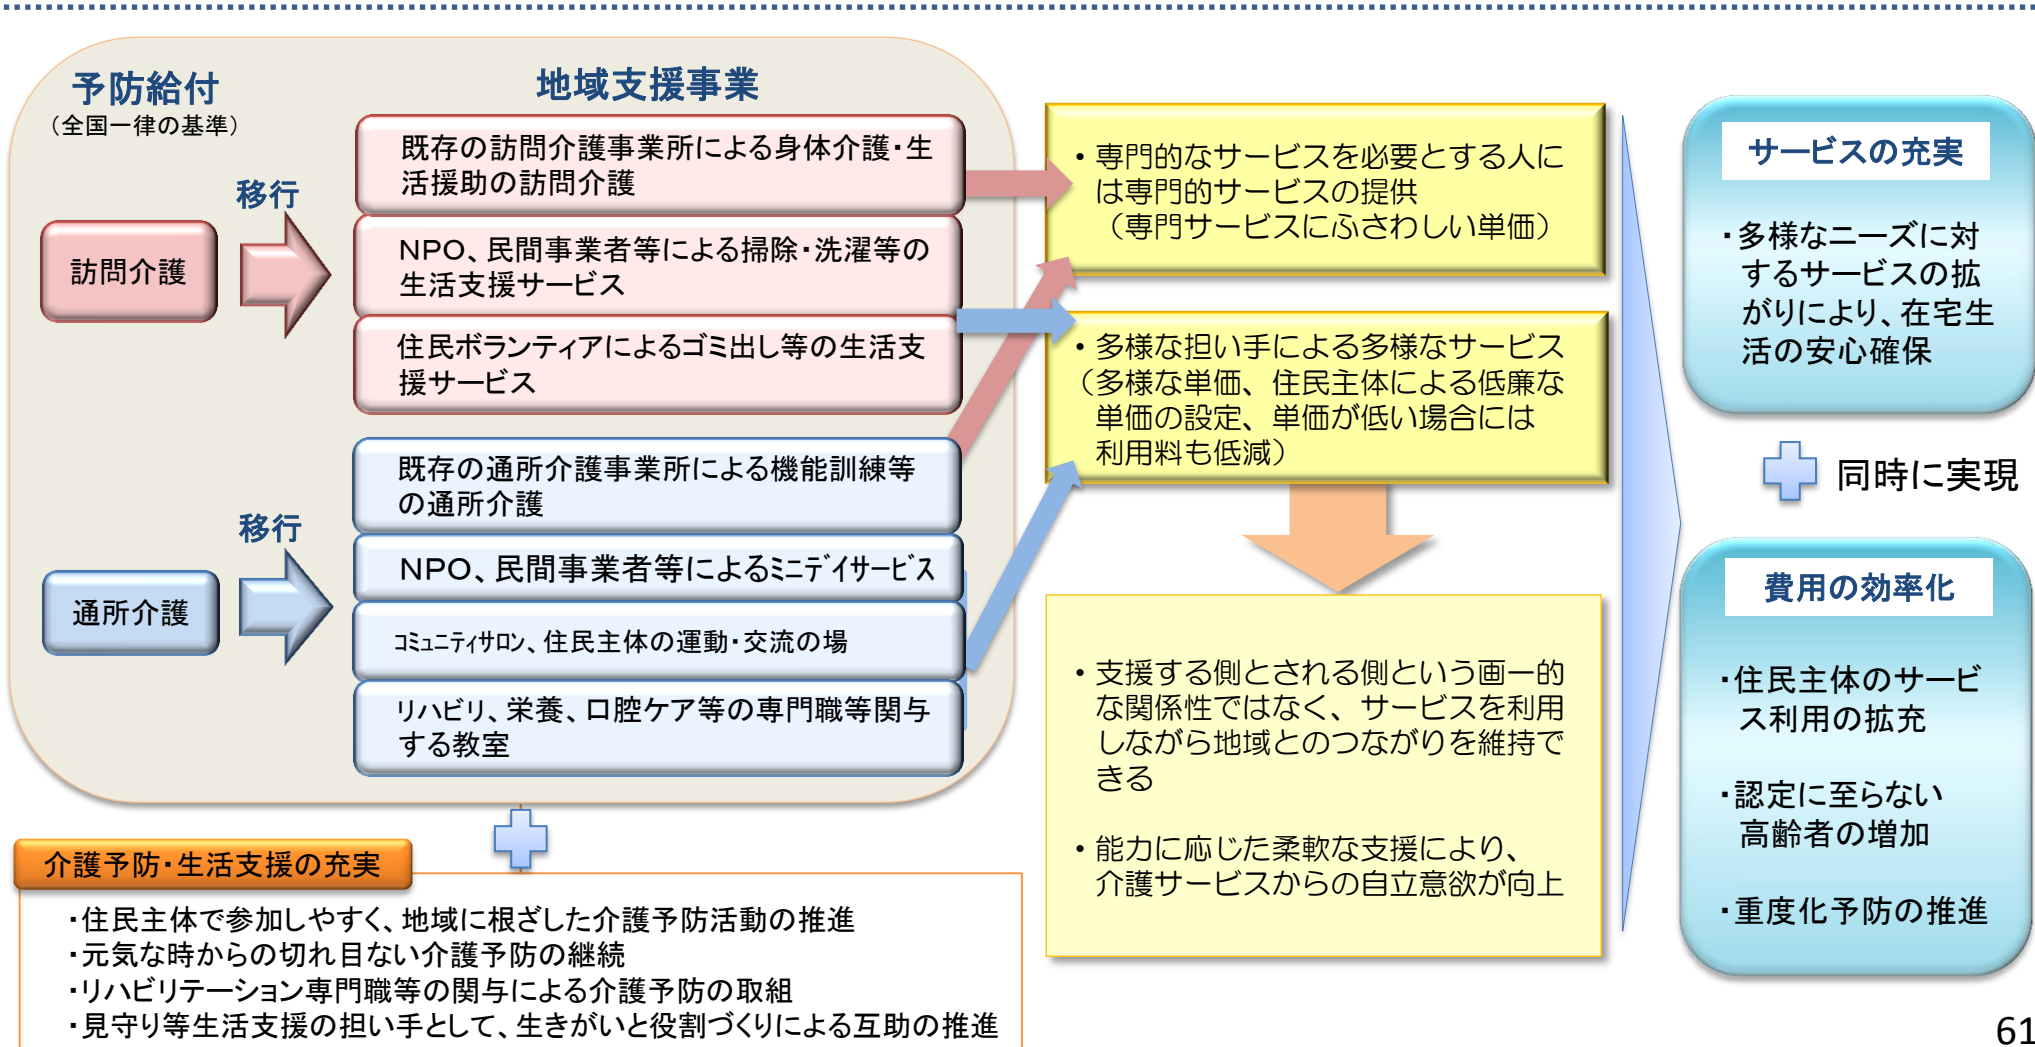 予防給付
（全国一律の基準）
地域支援事業
移行
訪問介護
既存の訪問介護事業所による身体介護・生
活援助の訪問介護
ＮＰＯ、民間事業者等による掃除・洗濯等の
生活支援サービス
住民ボランティアによるゴミ出し等の生活支
援サービス
移行
通所介護
既存の通所介護事業所による機能訓練等
の通所介護
ＮＰＯ、民間事業者等によるﾐﾆﾃﾞｲサービス
ｺﾐｭﾆﾃｨサロン、住民主体の運動・交流の場
リハビリ、栄養、口腔ケア等の専門職等関与
する教室
・専門的なサービスを必要とする人に
は専門的サービスの提供
（専門サービスにふさわしい単価）
・多様な担い手による多様なサービス
（多様な単価、住民主体による低廉な
単価の設定、単価が低い場合には
利用料も低減）
・支援する側とされる側という画一的
な関係性ではなく、サービスを利用
しながら地域とのつながりを維持で
きる
・能力に応じた柔軟な支援により、
介護サービスからの自立意欲が向上
サービスの充実
・多様なニーズに対
するサービスの拡
がりにより、在宅生
活の安心確保
同時に実現
費用の効率化
・住民主体のサービ
ス利用の拡充
・認定に至らない
高齢者の増加
・重度化予防の推進
介護予防・生活支援の充実
・住民主体で参加しやすく、地域に根ざした介護予防活動の推進
・元気な時からの切れ目ない介護予防の継続
・リハビリテーション専門職等の関与による介護予防の取組
・見守り等生活支援の担い手として、生きがいと役割づくりによる互助の推進
61